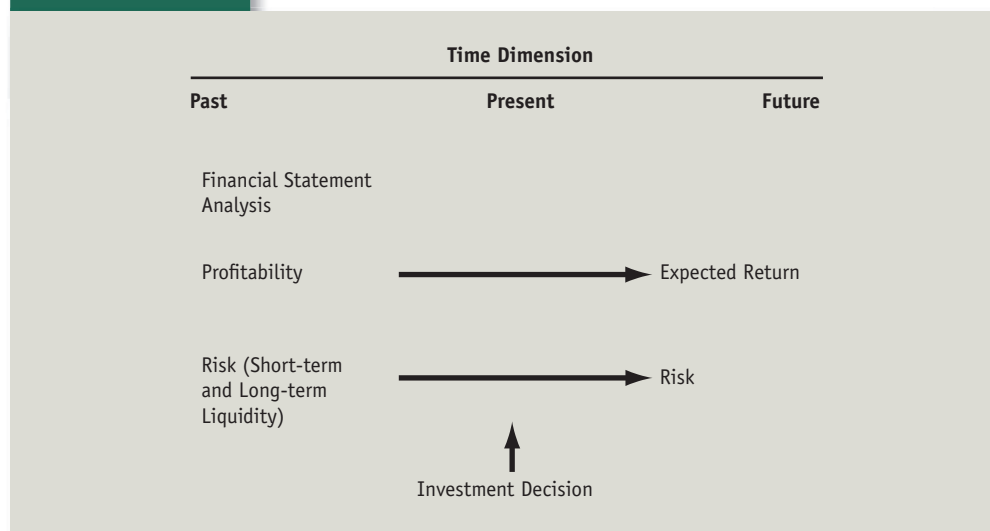 Time Dimension
Past Present Future
Financial Statement
Analysis
Profitability Expected Return
Risk (Short-term
and Long-term Risk
Liquidity)
Investment Decision